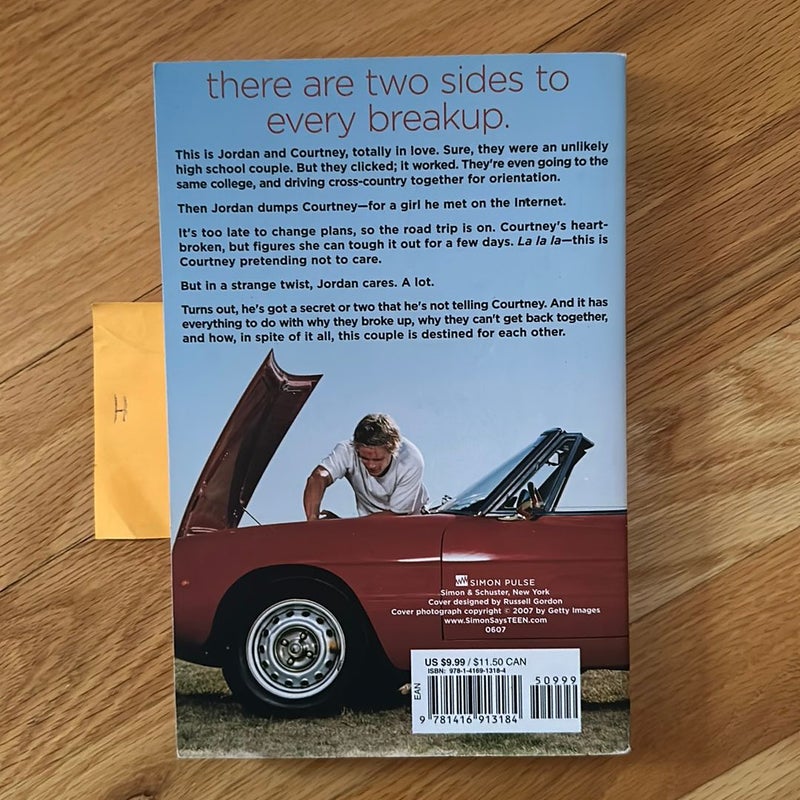 there are two sides to
every breakup.
This is Jordan and Courtney, totally in love. Sure, they were an unlikely
high school couple. But they clicked; it worked. They're even going to the
same college, and driving cross-country together for orientation.
Then Jordan dumps Courtney—for a girl he met on the Internet.
It's too late to change plans, so the road trip is on. Courtney's heart-
broken, but figures she can tough it out for a few days. La la la—this is
Courtney pretending not to care.
But in a strange twist, Jordan cares. A lot.
Turns out, he's got a secret or two that he's not telling Courtney. And it has
everything to do with why they broke up, why they can't get back together,
and how, in spite of it all, this couple is destined for each other.
SIMON PULSE
Simon & Schuster, New York
Cover designed by Russell Gordon
Cover photograph copyright © 2007 by Getty Images
www.SimonSaysTEEN.com
0607
US $9.99 / $11.50 CAN
ISBN: 978-1-4169-1318-4
50999
EAN
9 781416 913184